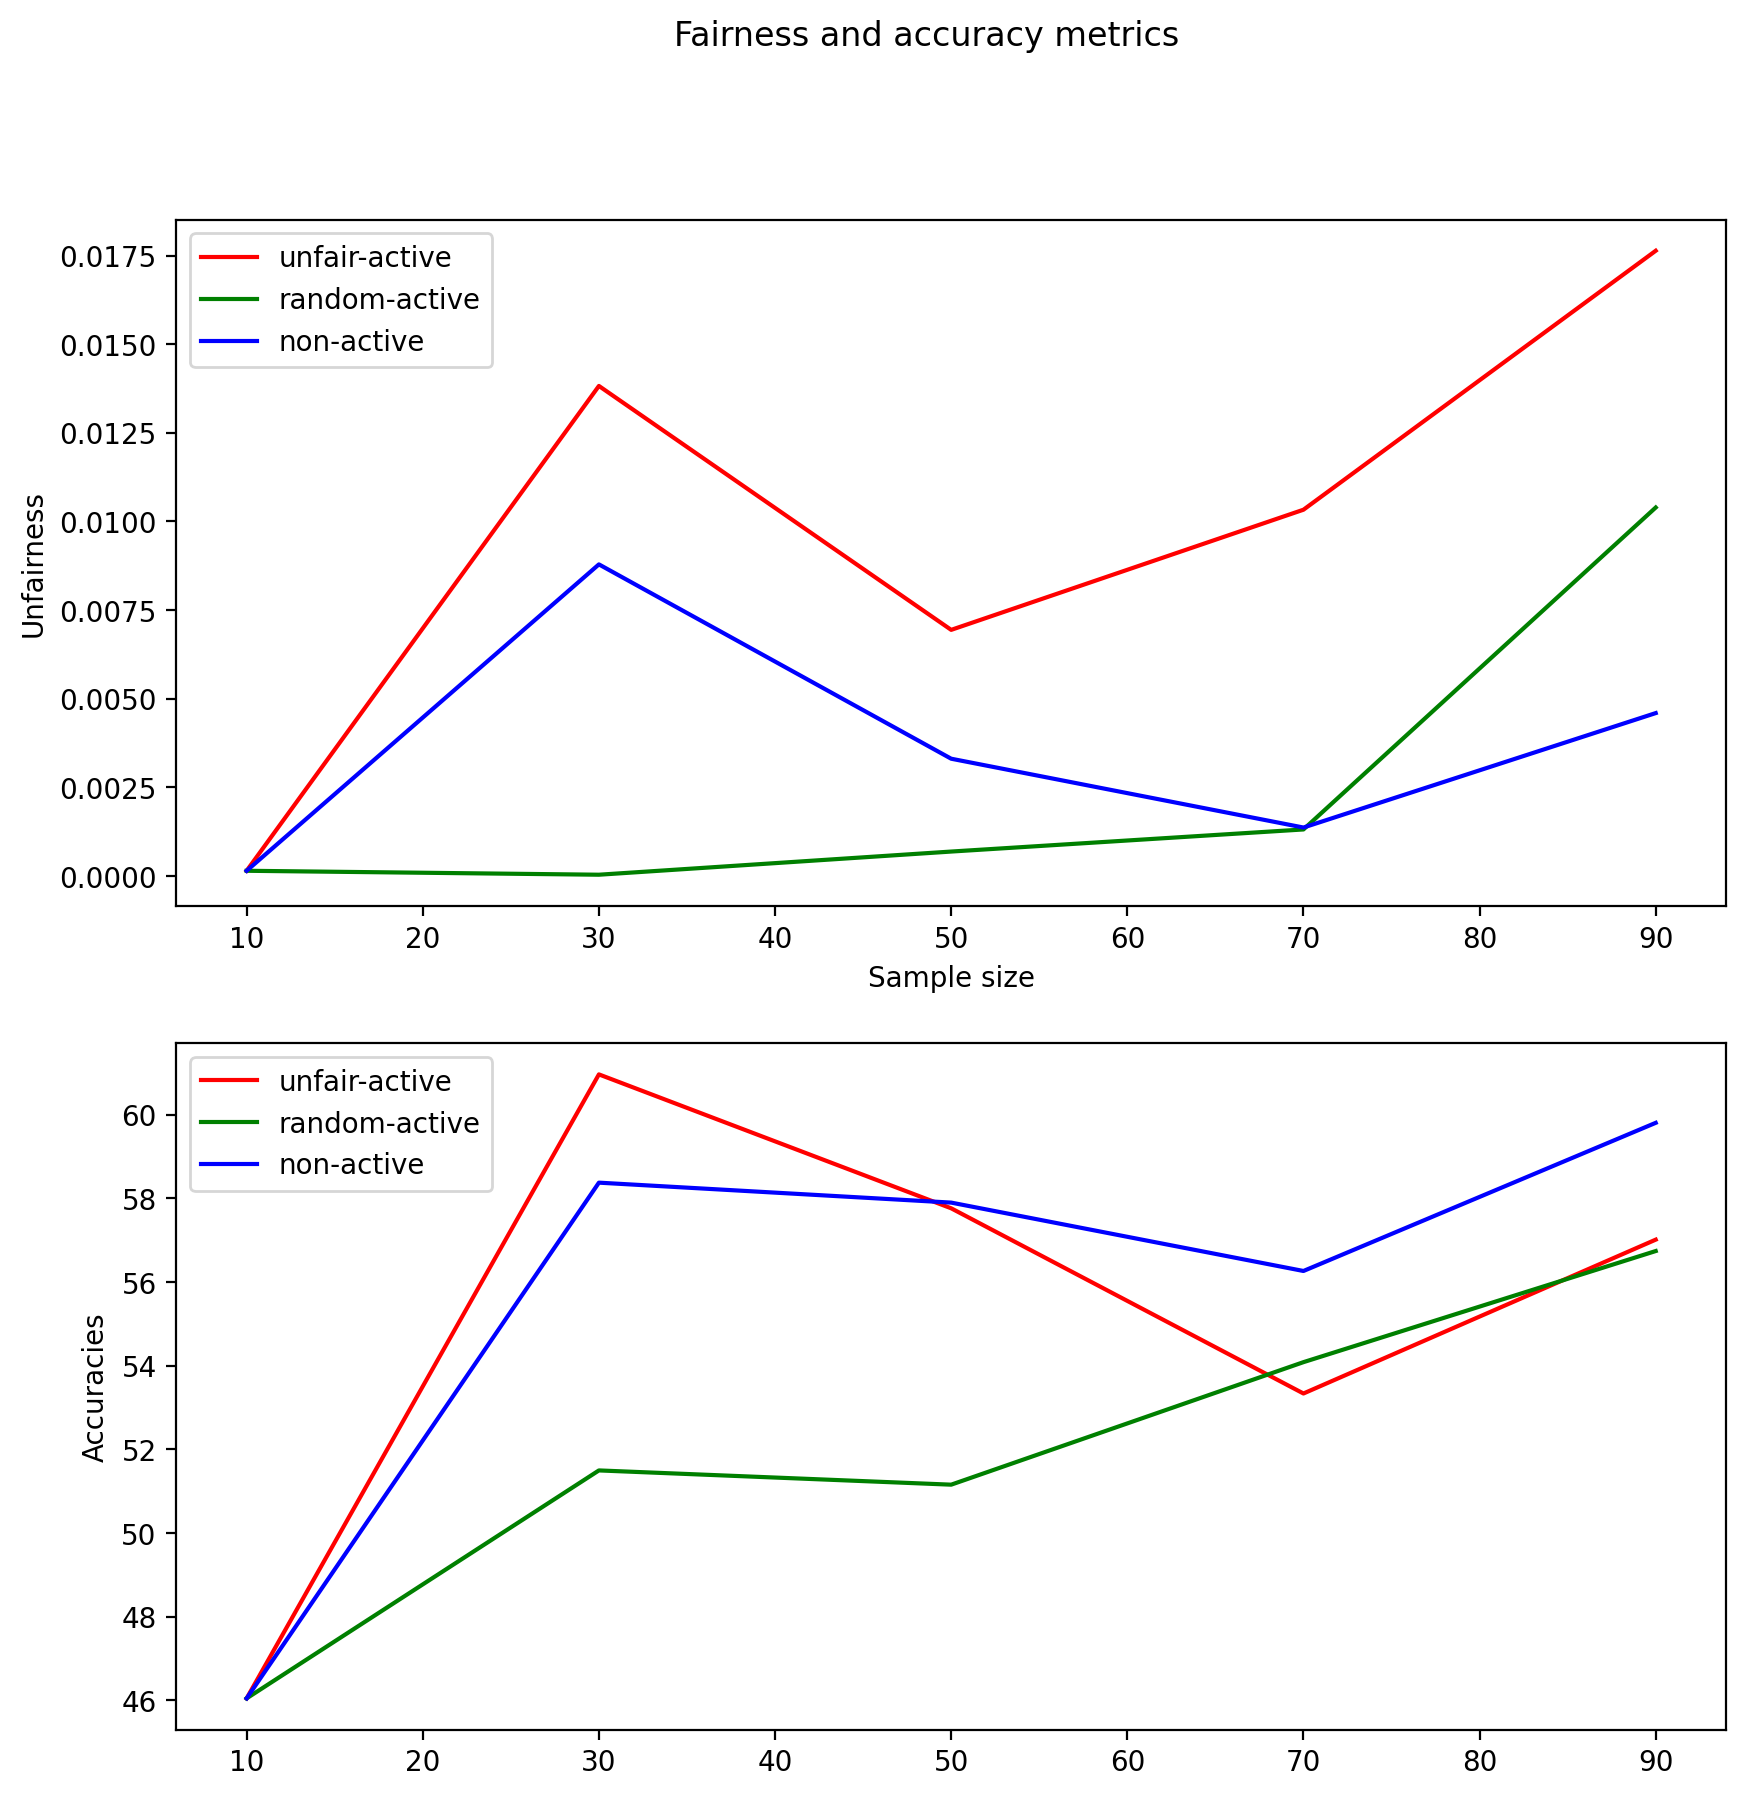 Fairness and accuracy metrics
unfair-active
random-active
non-active
0.0175
0.0150
0.0125
0.0100
0.0075
0.0050
0.0025
0.0000
Unfairness
10 20 30 40 50 60 70 80 90
Sample size
unfair-active
random-active
non-active
60
58
56
54
52
50
48
46
Accuracies
10 20 30 40 50 60 70 80 90